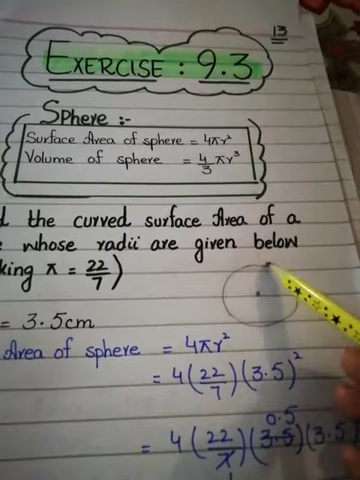 13
EXERCISE : 9.3
SPhere :-
Surface Area of sphere = 4πr²
Volume of sphere = 4/3 πr³
the curved surface Area of a
whose radii are given below
king π = 22/7)
= 3.5cm
Area of sphere = 4πr²
= 4(22/7)(3.5)²
0.5
= 4(22/7)(3.5)(3.5)